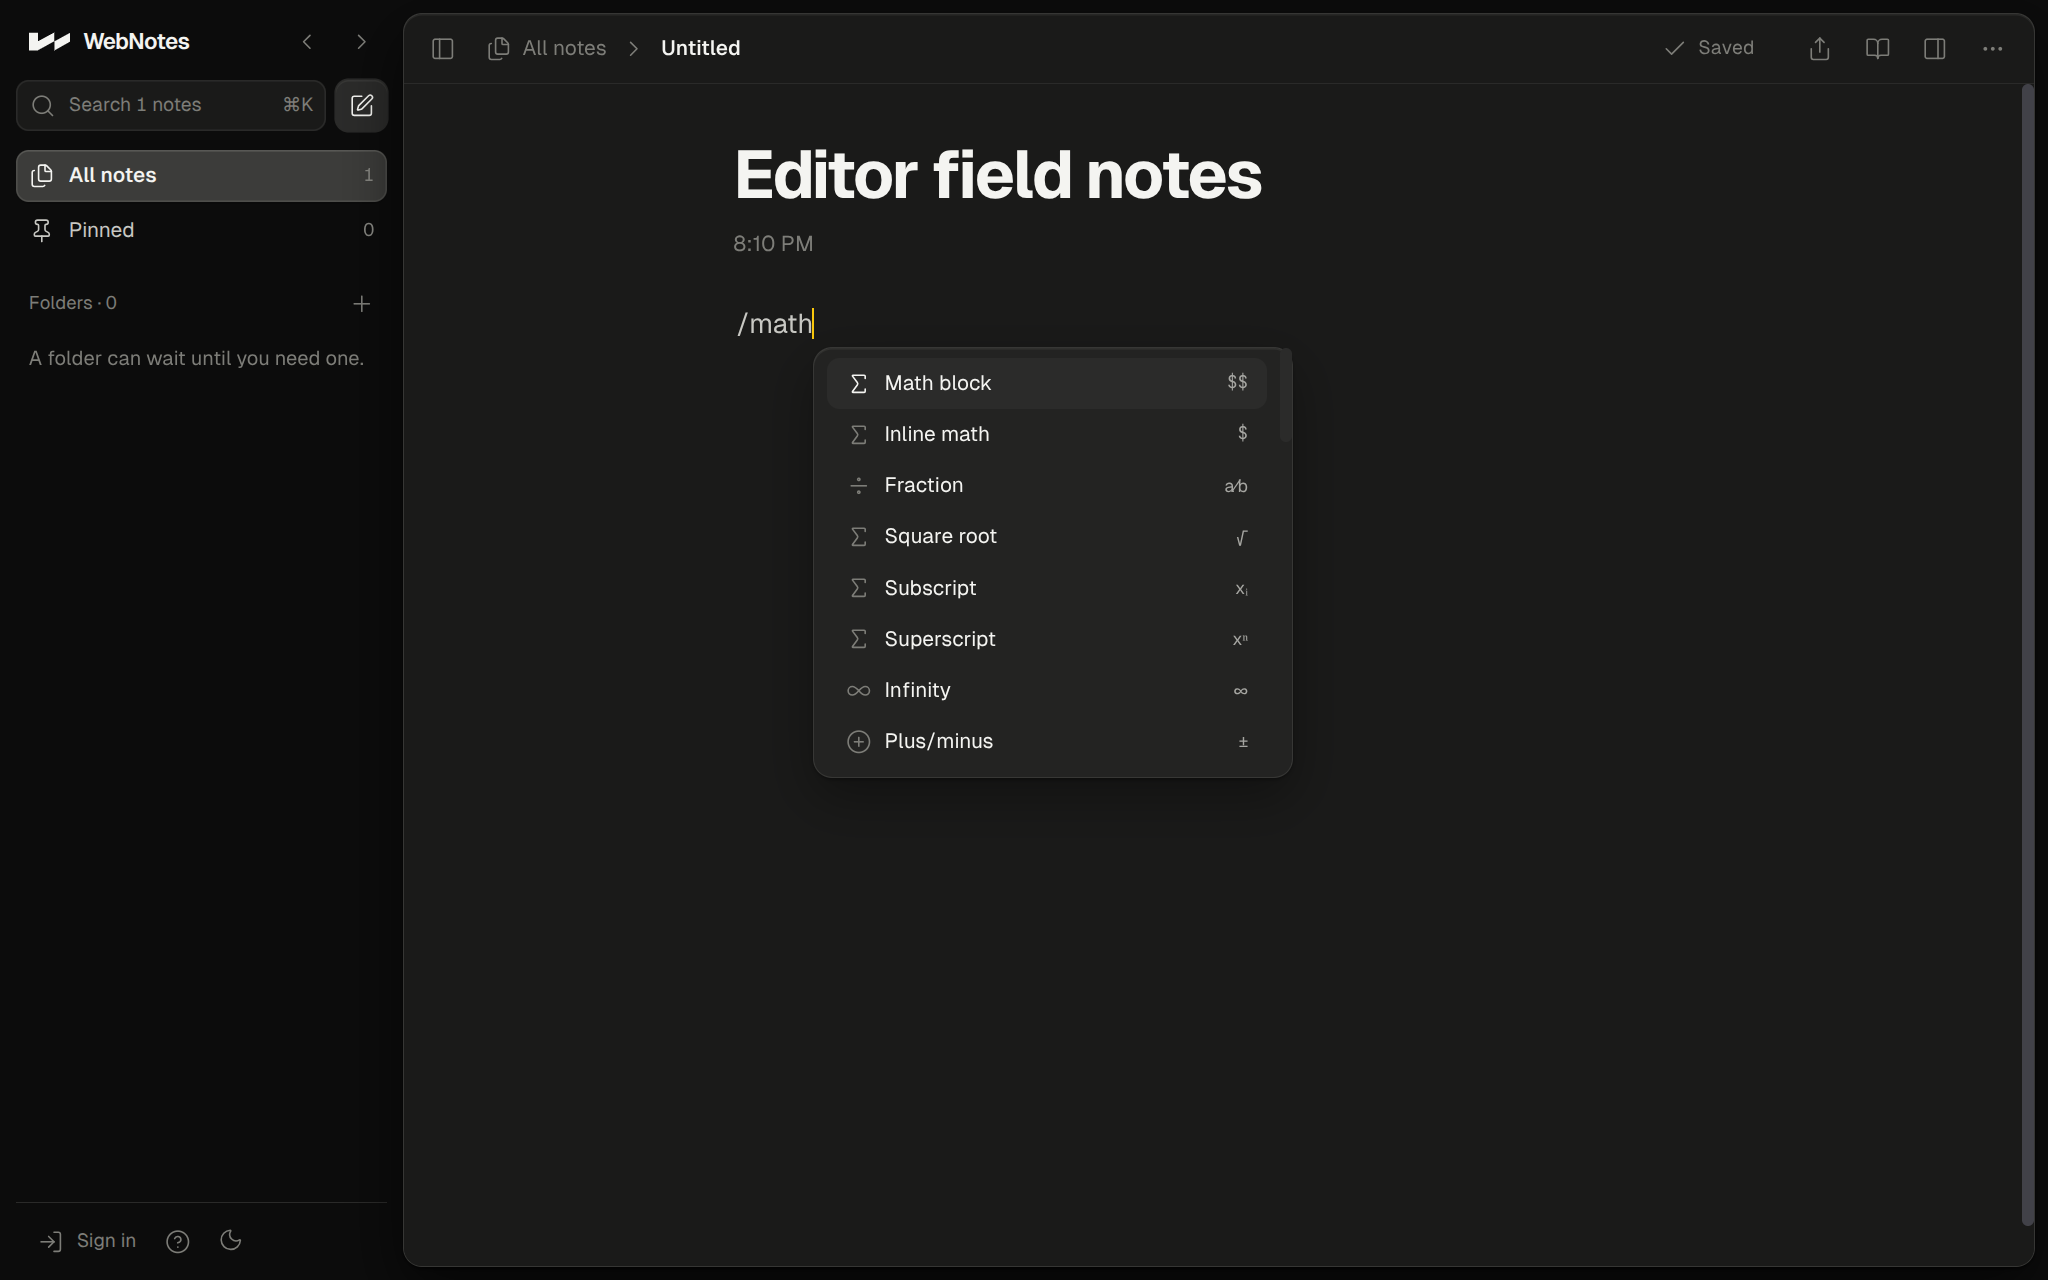 WebNotes
Search 1 notes ⌘K
All notes 1
Pinned 0
Folders · 0
A folder can wait until you need one.
Sign in
All notes > Untitled
Saved
Editor field notes
8:10 PM
/math
Math block $$
Inline math $
Fraction a⁄b
Square root √
Subscript xᵢ
Superscript xⁿ
Infinity ∞
Plus/minus ±